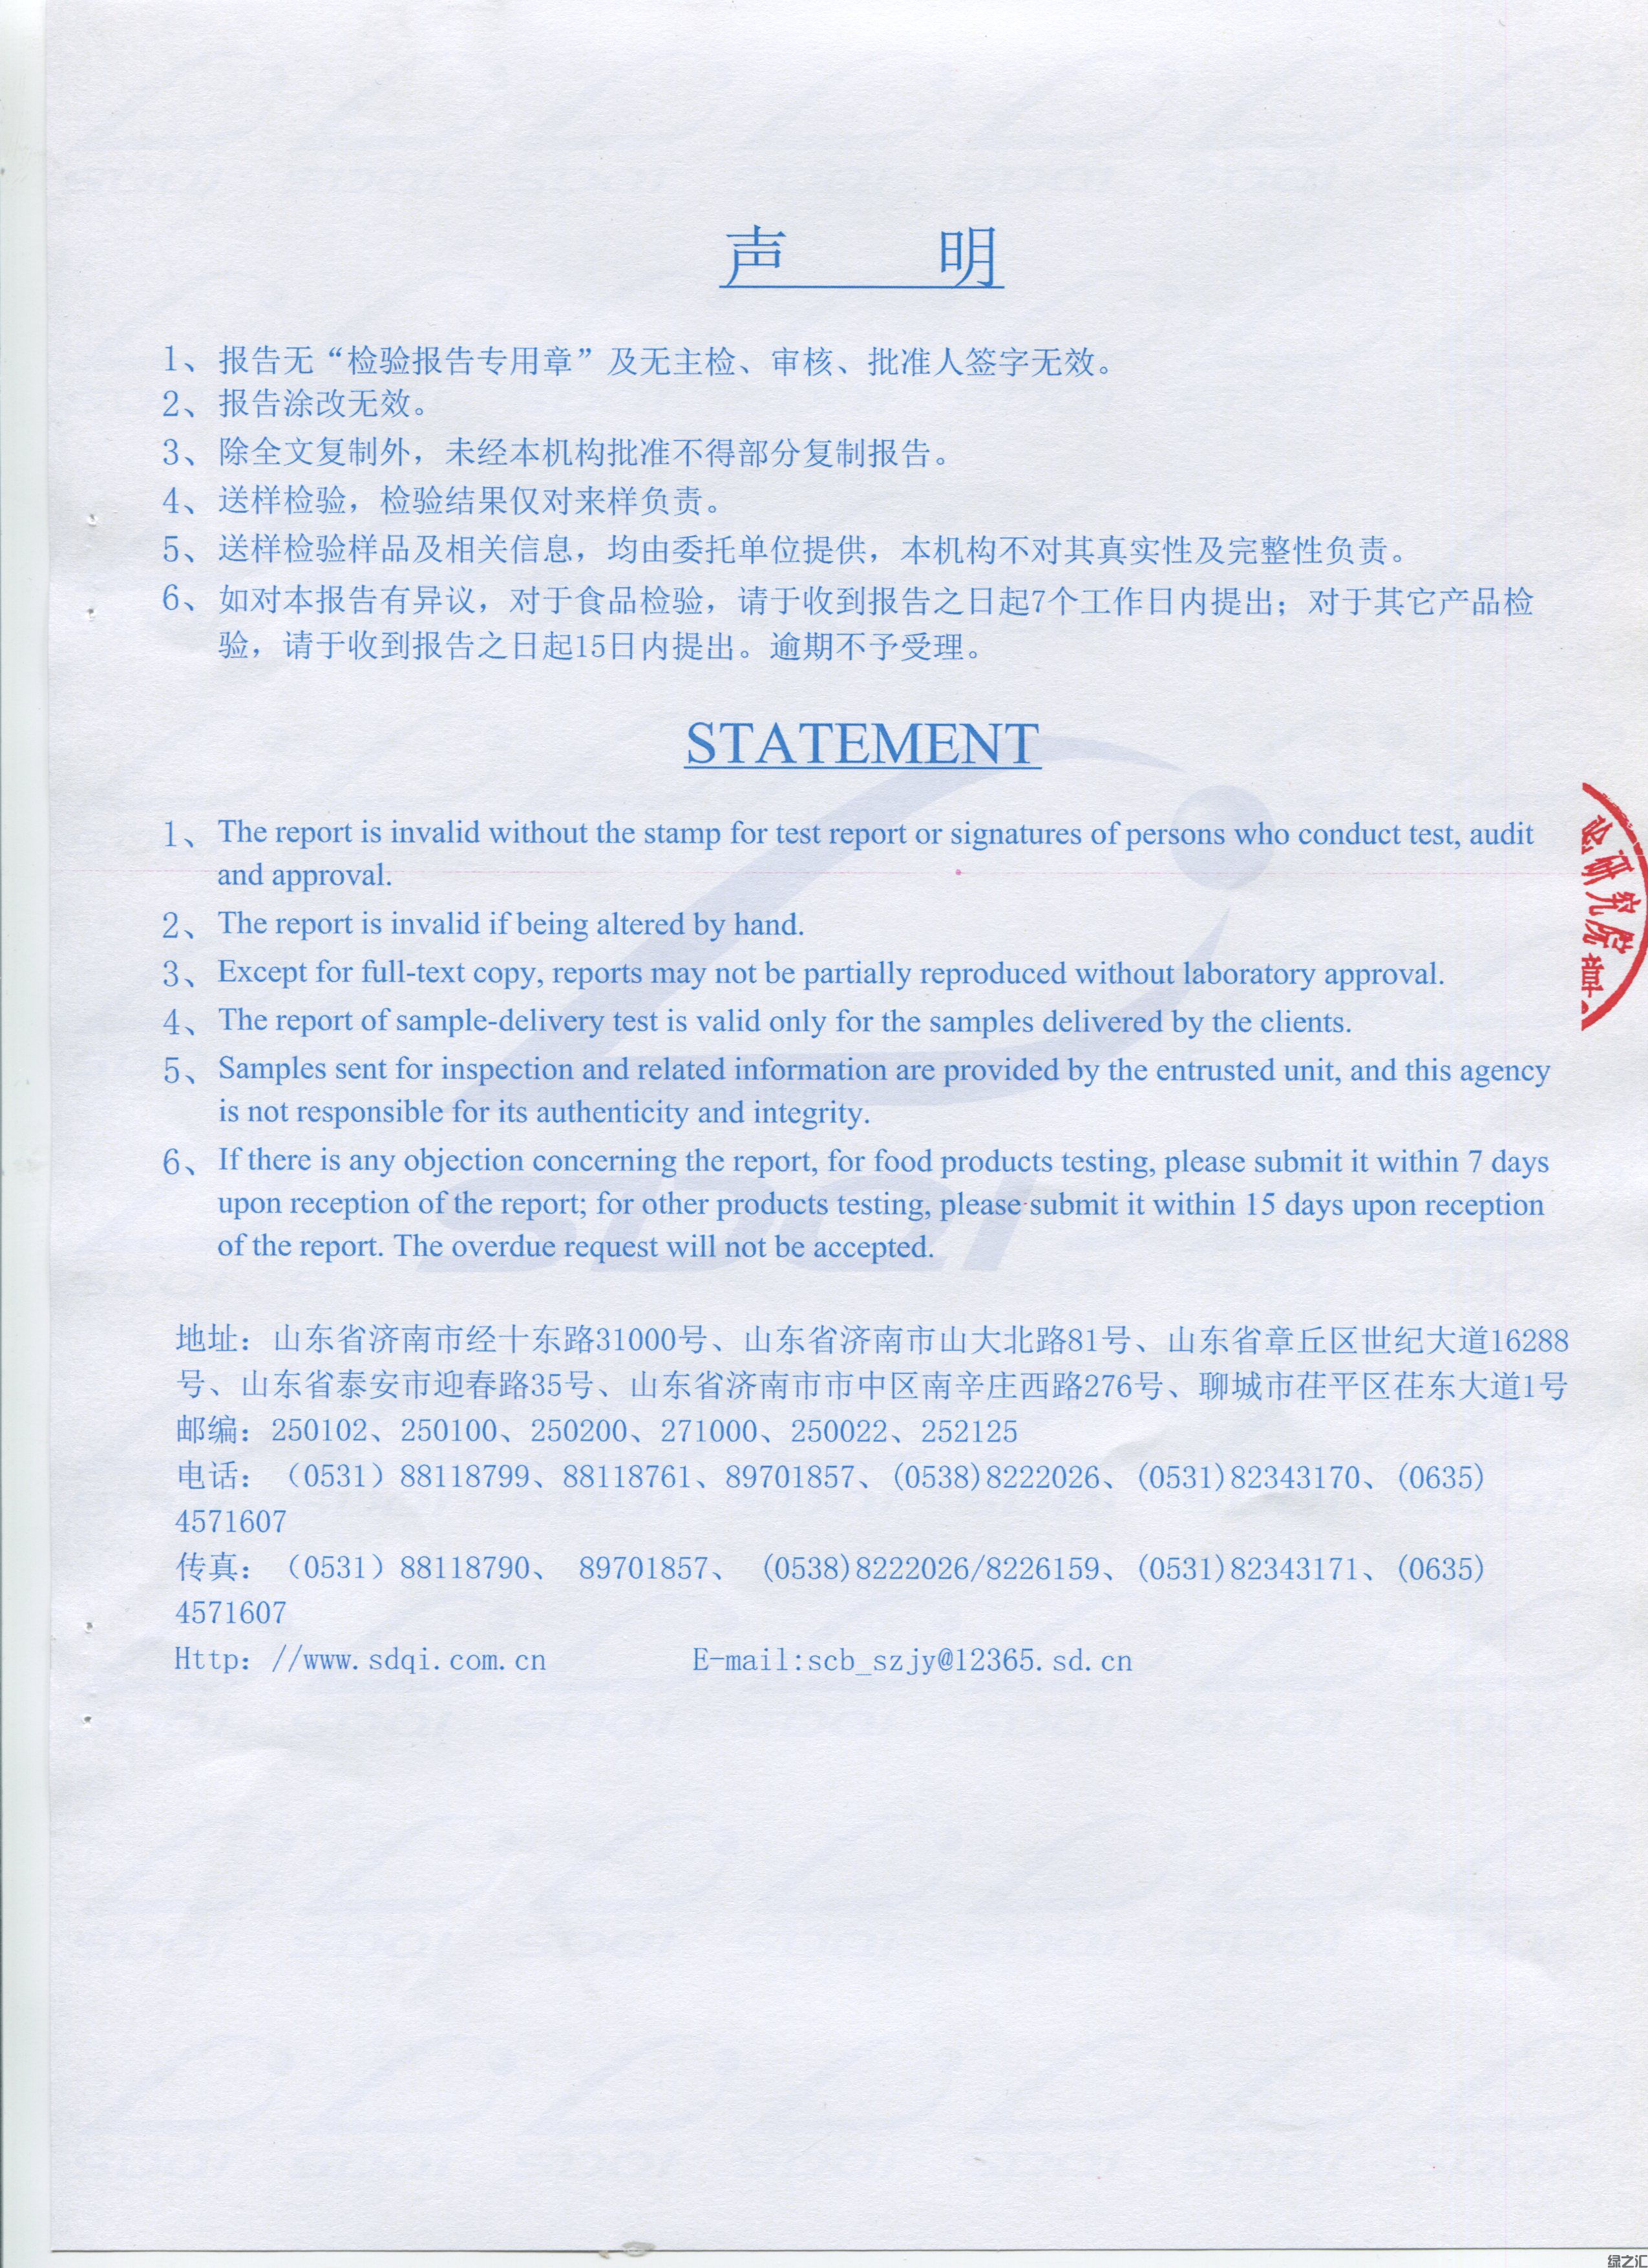 声 明
1、报告无“检验报告专用章”及无主检、审核、批准人签字无效。
2、报告涂改无效。
3、除全文复制外，未经本机构批准不得部分复制报告。
4、送样检验，检验结果仅对来样负责。
5、送样检验样品及相关信息，均由委托单位提供，本机构不对其真实性及完整性负责。
6、如对本报告有异议，对于食品检验，请于收到报告之日起7个工作日内提出；对于其它产品检
验，请于收到报告之日起15日内提出。逾期不予受理。
STATEMENT
1、The report is invalid without the stamp for test report or signatures of persons who conduct test, audit
and approval.
2、The report is invalid if being altered by hand.
3、Except for full-text copy, reports may not be partially reproduced without laboratory approval.
4、The report of sample-delivery test is valid only for the samples delivered by the clients.
5、Samples sent for inspection and related information are provided by the entrusted unit, and this agency
is not responsible for its authenticity and integrity.
6、If there is any objection concerning the report, for food products testing, please submit it within 7 days
upon reception of the report; for other products testing, please submit it within 15 days upon reception
of the report. The overdue request will not be accepted.
SDQI
地址：山东省济南市经十东路31000号、山东省济南市山大北路81号、山东省章丘区世纪大道16288
号、山东省泰安市迎春路35号、山东省济南市市中区南辛庄西路276号、聊城市茌平区茌东大道1号
邮编：250102、250100、250200、271000、250022、252125
电话：（0531）88118799、88118761、89701857、(0538)8222026、(0531)82343170、(0635)
4571607
传真：（0531）88118790、 89701857、 (0538)8222026/8226159、(0531)82343171、(0635)
4571607
Http：//www.sdqi.com.cn E-mail:scb_szjy@12365.sd.cn
研究院
章
绿之汇